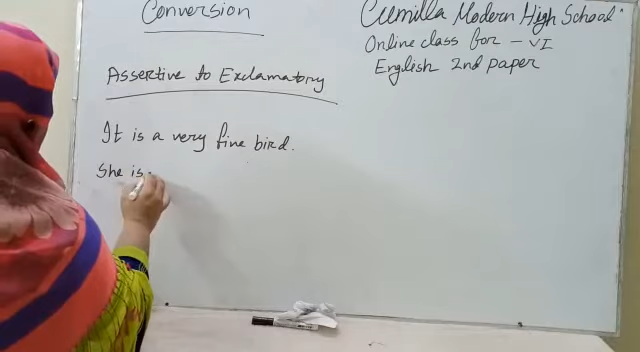 Conversion
Cumilla Modern High School
Online class for - VI
English 2nd paper
Assertive to Exclamatory
It is a very fine bird.
She is